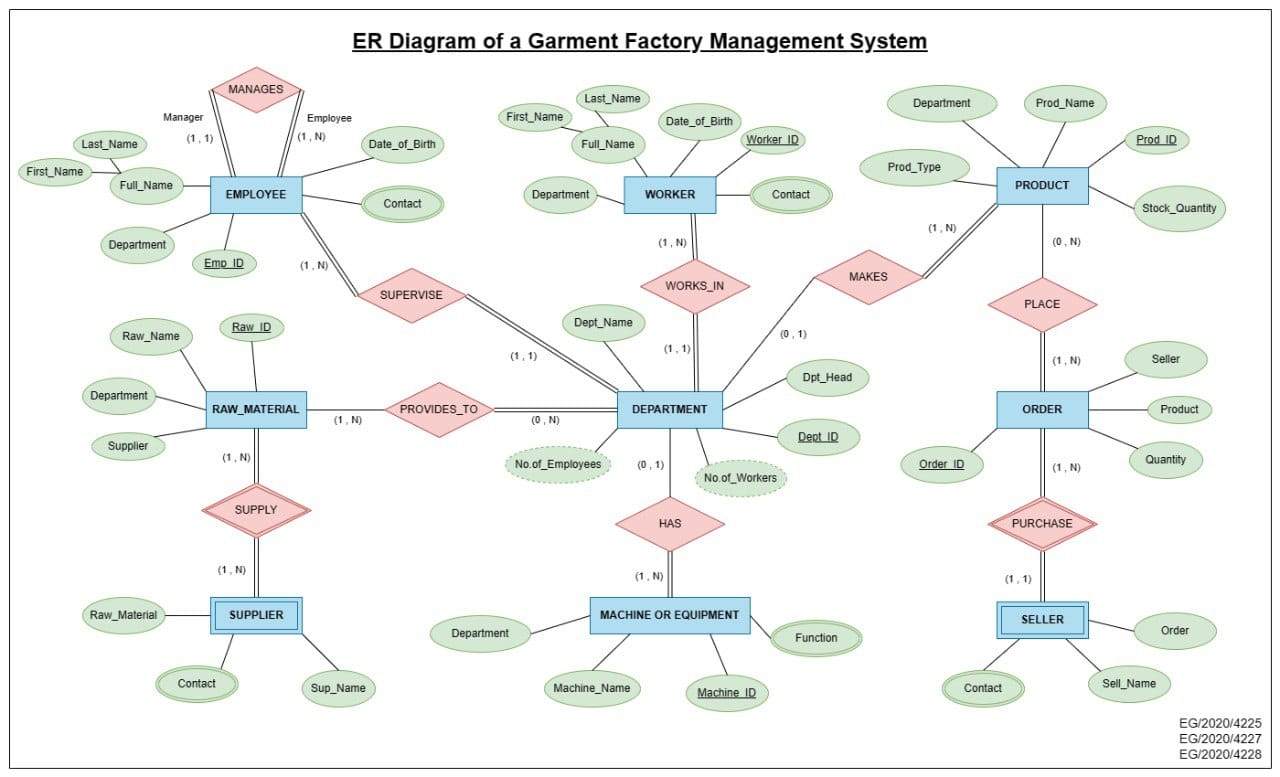 ER Diagram of a Garment Factory Management System
MANAGES
Manager
(1 , 1)
Employee
(1 , N)
Last_Name
First_Name
Full_Name
Date_of_Birth
EMPLOYEE
Contact
Department
Emp_ID
(1 , N)
SUPERVISE
(1 , 1)
Last_Name
First_Name
Full_Name
Date_of_Birth
Worker_ID
Department
WORKER
Contact
(1 , N)
WORKS_IN
(1 , 1)
Department
Prod_Name
Prod_ID
Prod_Type
PRODUCT
Stock_Quantity
(1 , N)
MAKES
(0 , 1)
(0 , N)
PLACE
(1 , N)
Raw_Name
Raw_ID
Department
RAW_MATERIAL
Supplier
(1 , N)
PROVIDES_TO
(0 , N)
Dept_Name
DEPARTMENT
Dpt_Head
Dept_ID
No.of_Employees
No.of_Workers
(0 , 1)
HAS
(1 , N)
Seller
ORDER
Product
Order_ID
Quantity
(1 , N)
PURCHASE
(1 , 1)
(1 , N)
SUPPLY
(1 , N)
Raw_Material
SUPPLIER
Contact
Sup_Name
Department
MACHINE OR EQUIPMENT
Function
Machine_Name
Machine_ID
SELLER
Order
Contact
Sell_Name
EG/2020/4225
EG/2020/4227
EG/2020/4228